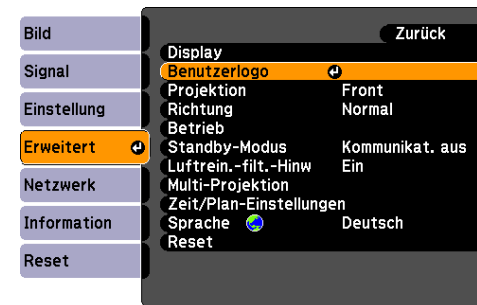 Bild
Signal
Einstellung
Erweitert
Netzwerk
Information
Reset
Zurück
Display
Benutzerlogo
Projektion Front
Richtung Normal
Betrieb
Standby-Modus Kommunikat. aus
Luftrein.-filt.-Hinw Ein
Multi-Projektion
Zeit/Plan-Einstellungen
Sprache Deutsch
Reset